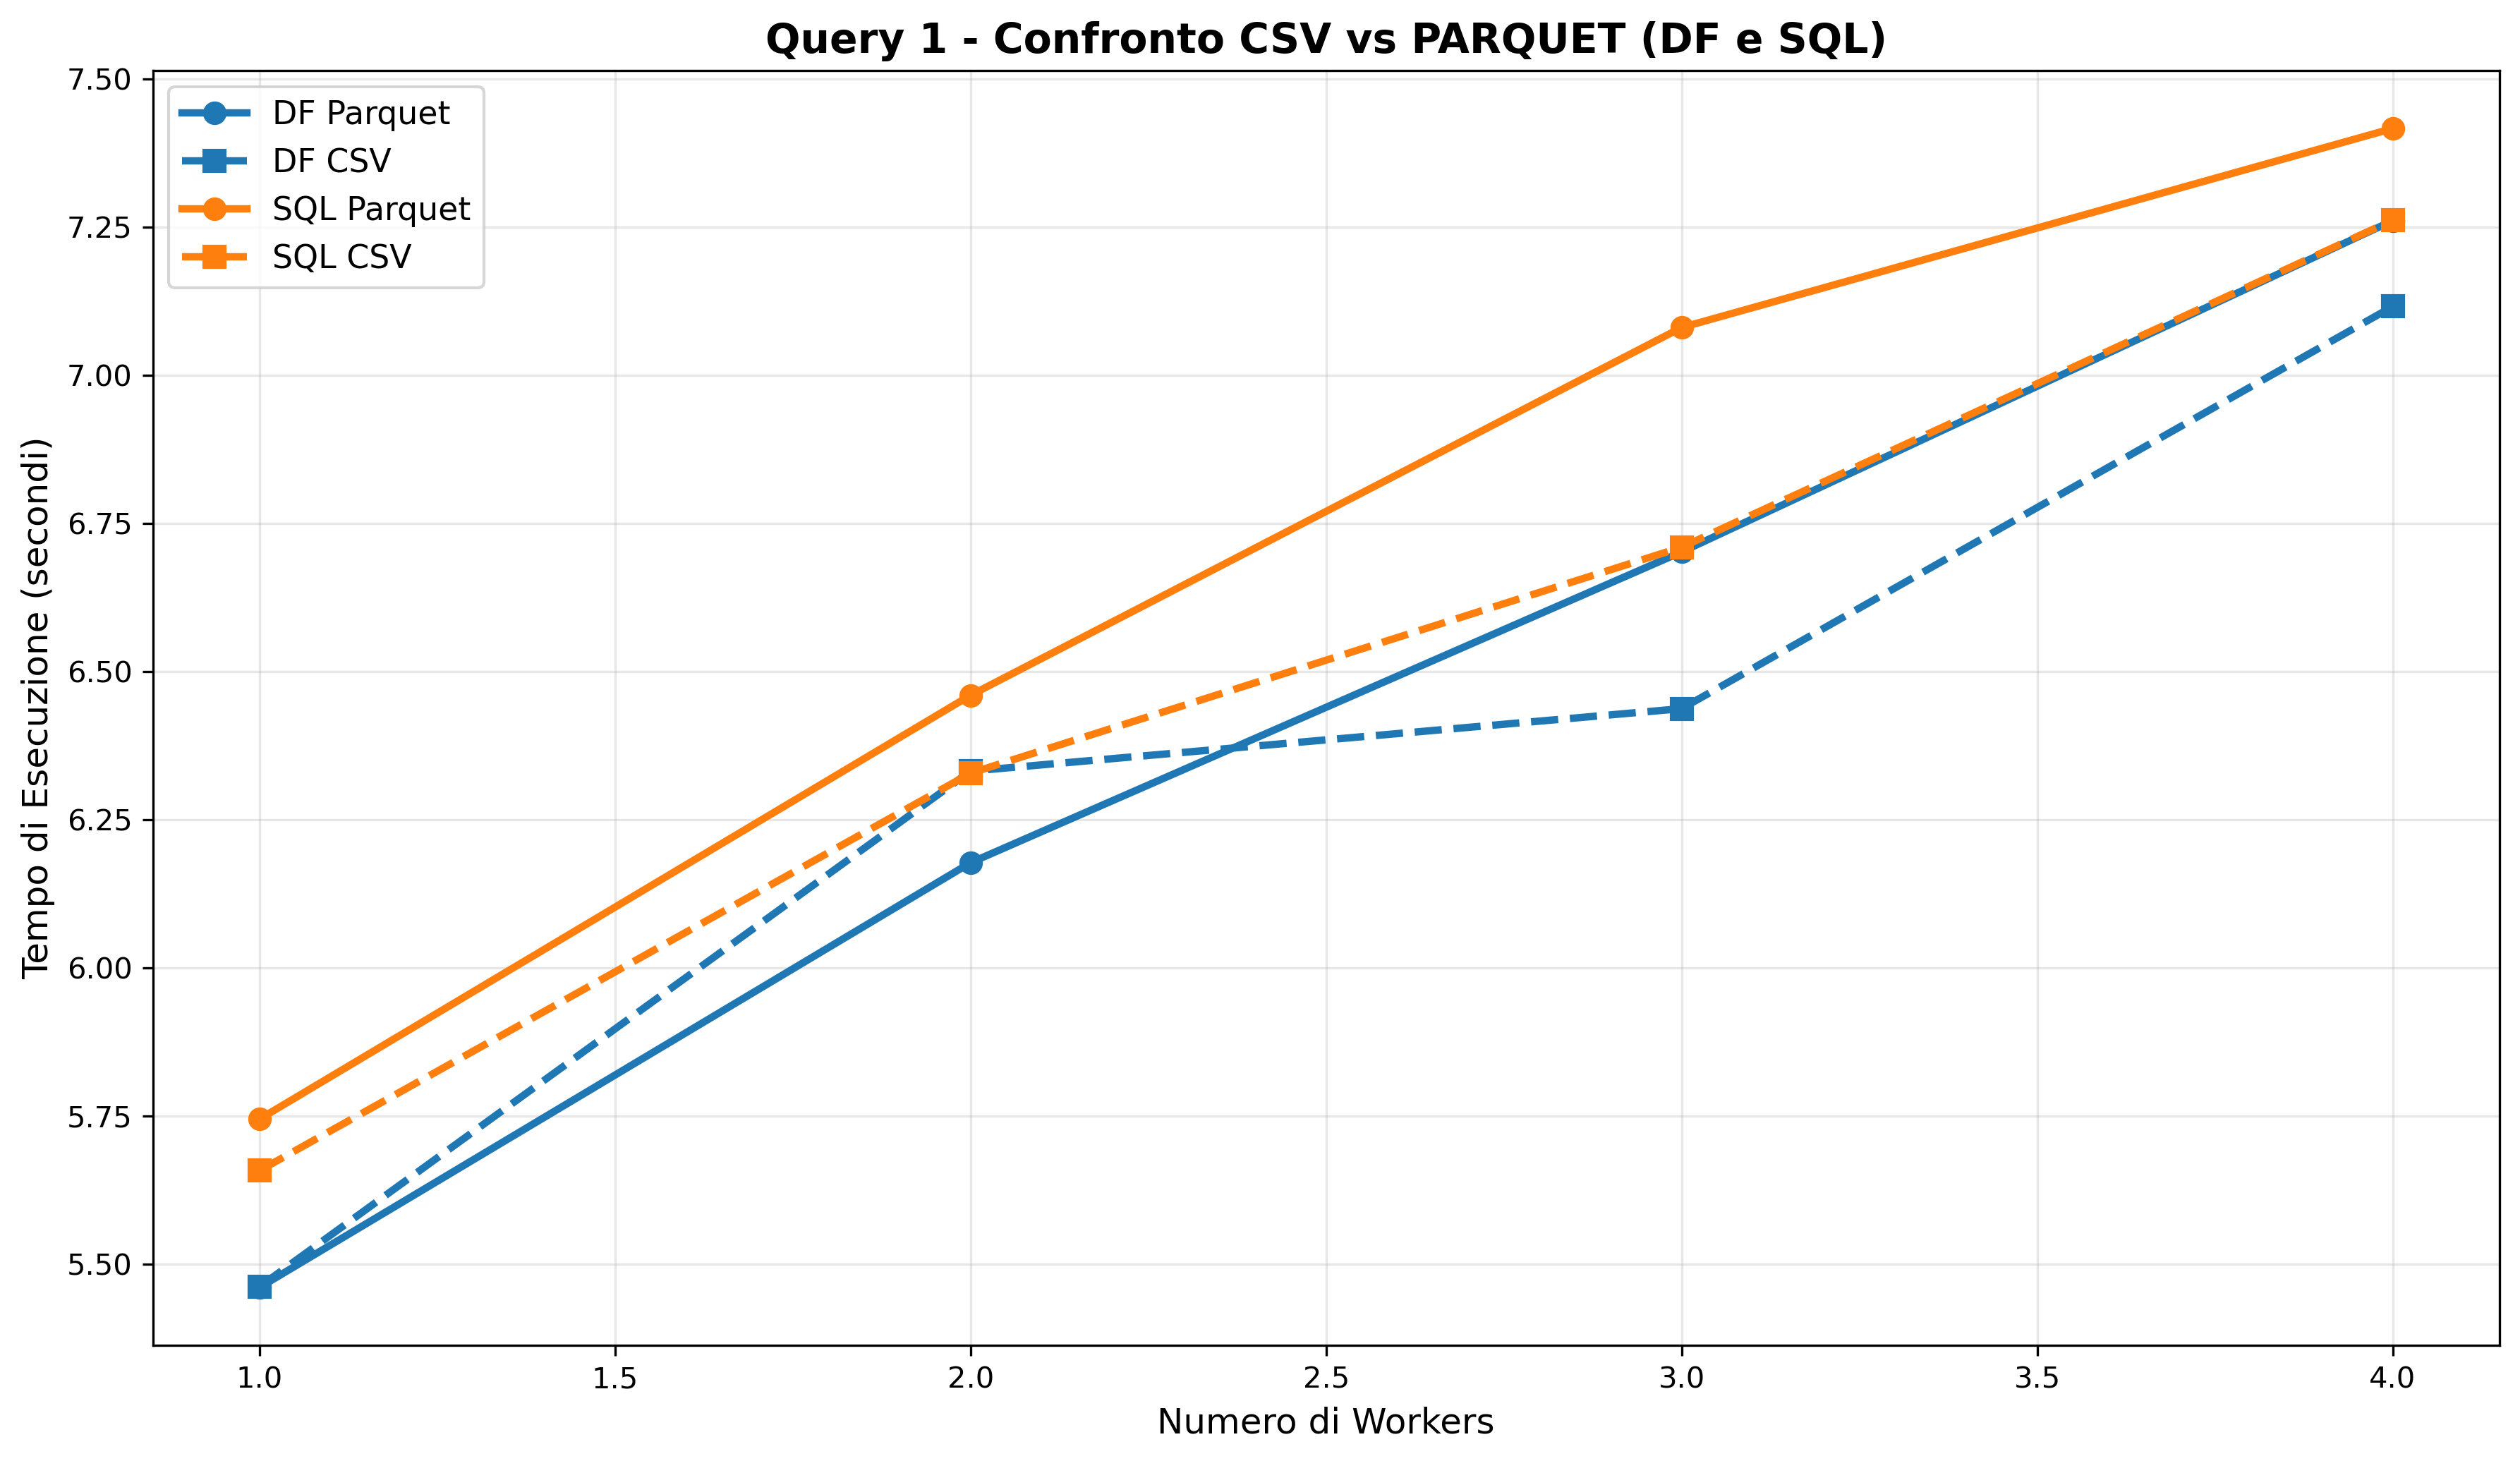 Query 1 - Confronto CSV vs PARQUET (DF e SQL)
DF Parquet
DF CSV
SQL Parquet
SQL CSV
Tempo di Esecuzione (secondi)
7.50
7.25
7.00
6.75
6.50
6.25
6.00
5.75
5.50
1.0
1.5
2.0
2.5
3.0
3.5
4.0
Numero di Workers